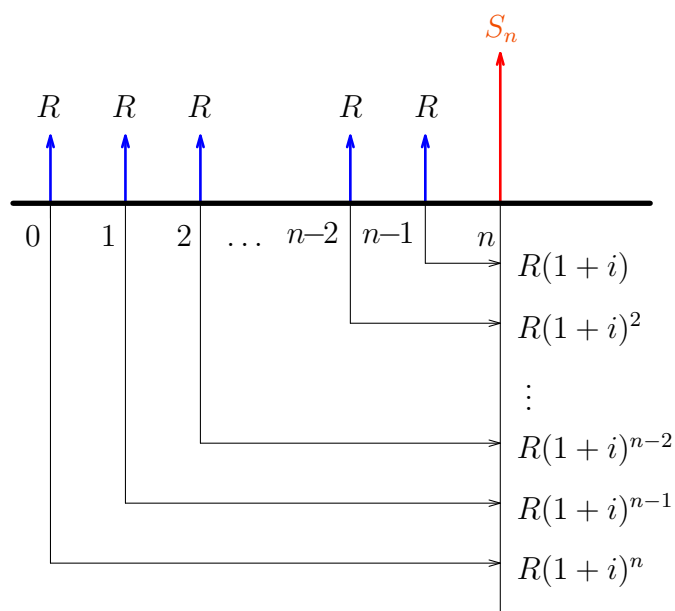 Sₙ
R R R R R
0 1 2 … n−2 n−1 n
R(1 + i)
R(1 + i)²
⋮
R(1 + i)ⁿ⁻²
R(1 + i)ⁿ⁻¹
R(1 + i)ⁿ